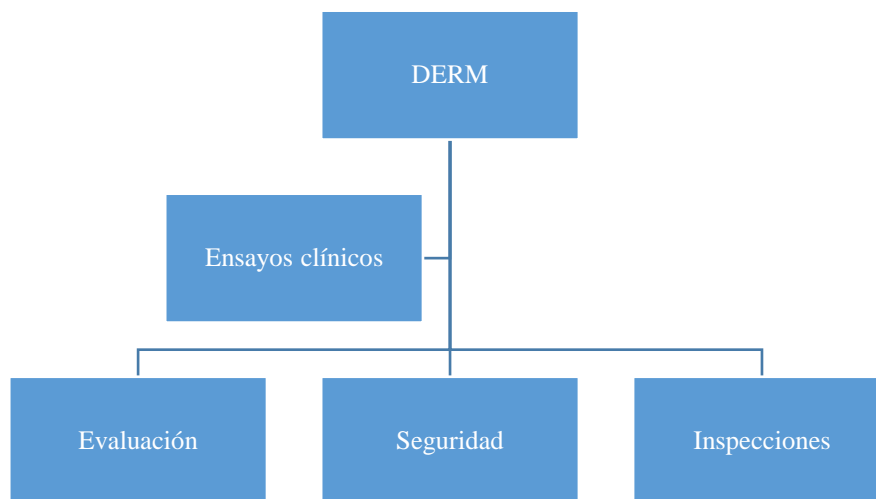 DERM
Ensayos clínicos
Evaluación
Seguridad
Inspecciones